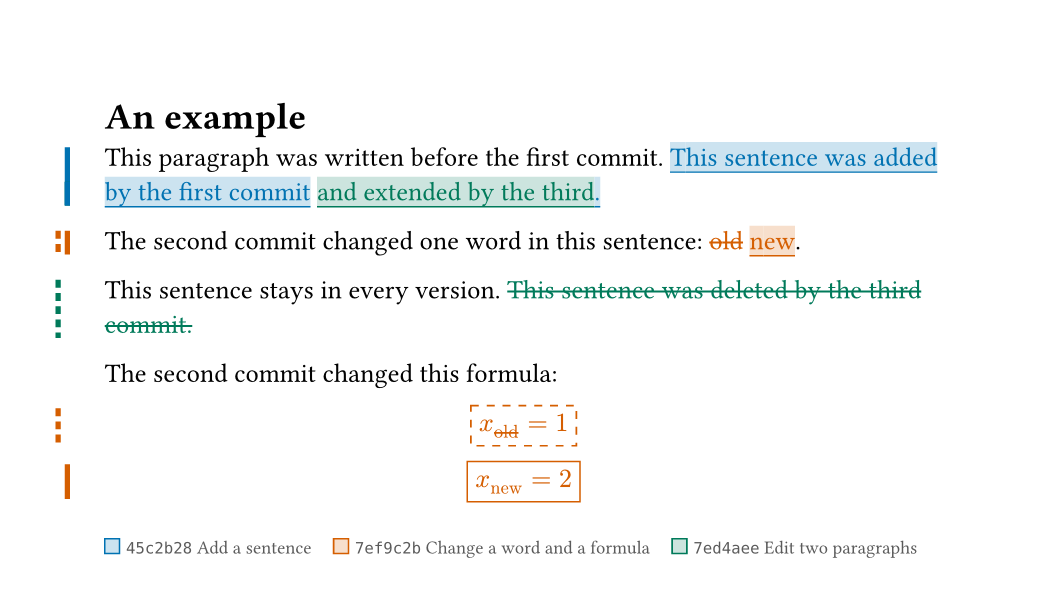 An example
This paragraph was written before the first commit. This sentence was added
by the first commit and extended by the third.
The second commit changed one word in this sentence: old new.
This sentence stays in every version. This sentence was deleted by the third
commit.
The second commit changed this formula:
x_old = 1
x_new = 2
45c2b28 Add a sentence 7ef9c2b Change a word and a formula 7ed4aee Edit two paragraphs